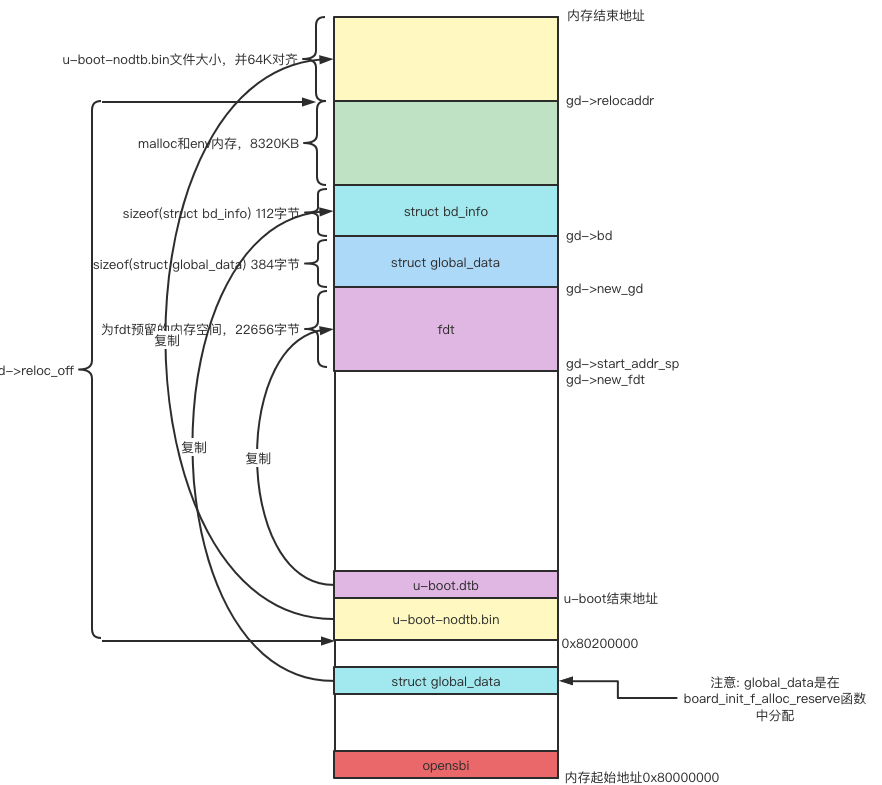 内存结束地址
u-boot-nodtb.bin文件大小，并64K对齐
gd->relocaddr
malloc和env内存，8320KB
sizeof(struct bd_info) 112字节
struct bd_info
gd->bd
sizeof(struct global_data) 384字节
struct global_data
gd->new_gd
为fdt预留的内存空间，22656字节
fdt
复制
gd->start_addr_sp
d->reloc_off
gd->new_fdt
复制
复制
u-boot.dtb
u-boot结束地址
u-boot-nodtb.bin
0x80200000
struct global_data
注意: global_data是在
board_init_f_alloc_reserve函数
中分配
opensbi
内存起始地址0x80000000